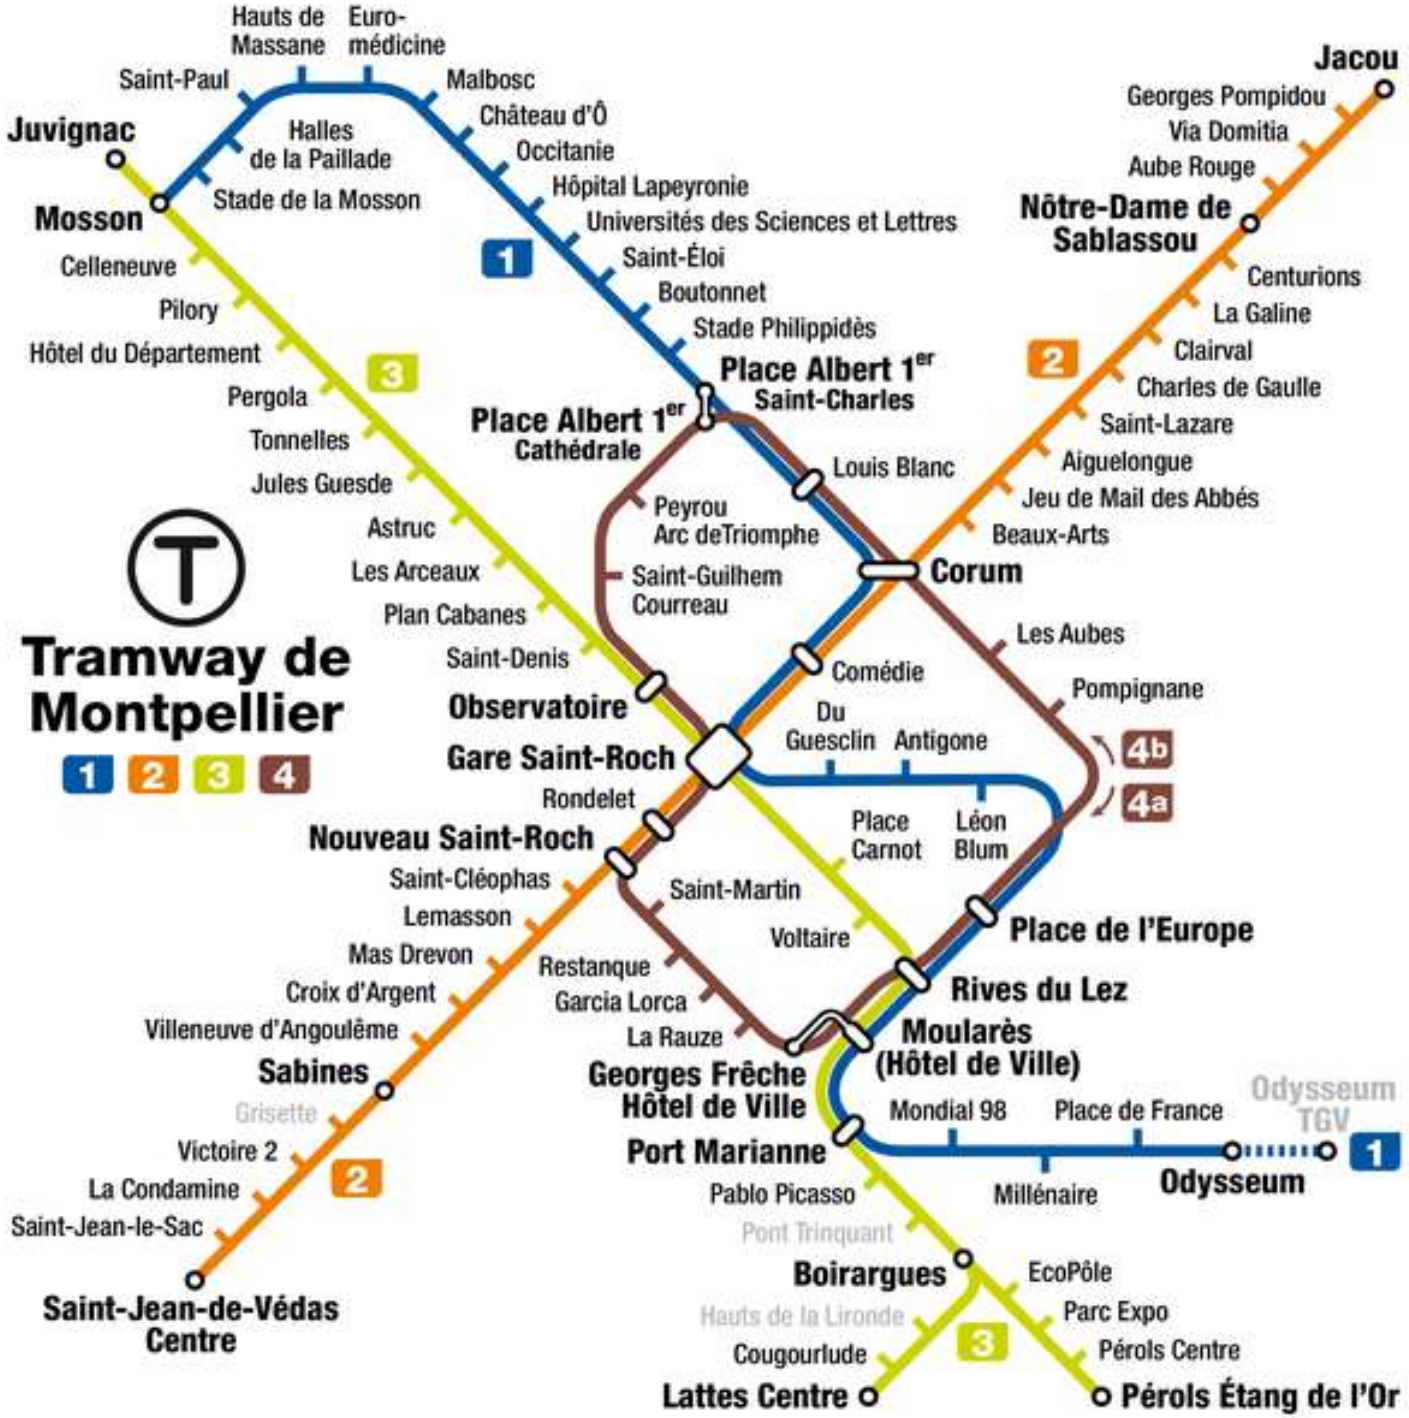 Hauts de
Massane
Euro-
médicine
Saint-Paul
Malbosc
Château d'Ô
Occitanie
Hôpital Lapeyronie
Universités des Sciences et Lettres
Saint-Éloi
Boutonnet
Stade Philippidès
Juvignac
Halles
de la Paillade
Stade de la Mosson
Mosson
Celleneuve
Pilory
Hôtel du Département
Pergola
Tonnelles
Jules Guesde
Astruc
Les Arceaux
Plan Cabanes
Saint-Denis
1
3
Jacou
Georges Pompidou
Via Domitia
Aube Rouge
Nôtre-Dame de
Sablassou
Centurions
La Galine
Clairval
Charles de Gaulle
Saint-Lazare
Aiguelongue
Jeu de Mail des Abbés
Beaux-Arts
2
Place Albert 1er
Saint-Charles
Place Albert 1er
Cathédrale
Louis Blanc
Peyrou
Arc deTriomphe
Saint-Guilhem
Courreau
Corum
Les Aubes
Pompignane
Comédie
T
Tramway de
Montpellier
1 2 3 4
Observatoire
Gare Saint-Roch
Du
Guesclin
Antigone
4b
4a
Rondelet
Nouveau Saint-Roch
Place
Carnot
Léon
Blum
Saint-Cléophas
Lemasson
Mas Drevon
Croix d'Argent
Villeneuve d'Angoulême
Sabines
Grisette
Victoire 2
La Condamine
Saint-Jean-le-Sac
2
Saint-Jean-de-Védas
Centre
Saint-Martin
Voltaire
Restanque
Garcia Lorca
La Rauze
Place de l'Europe
Rives du Lez
Moularès
(Hôtel de Ville)
Georges Frêche
Hôtel de Ville
Port Marianne
Mondial 98
Place de France
Odysseum
TGV
1
Odysseum
Millénaire
Pablo Picasso
Pont Trinquant
Boirargues
EcoPôle
Parc Expo
Pérols Centre
Hauts de la Lironde
3
Cougourlude
Lattes Centre
Pérols Étang de l'Or